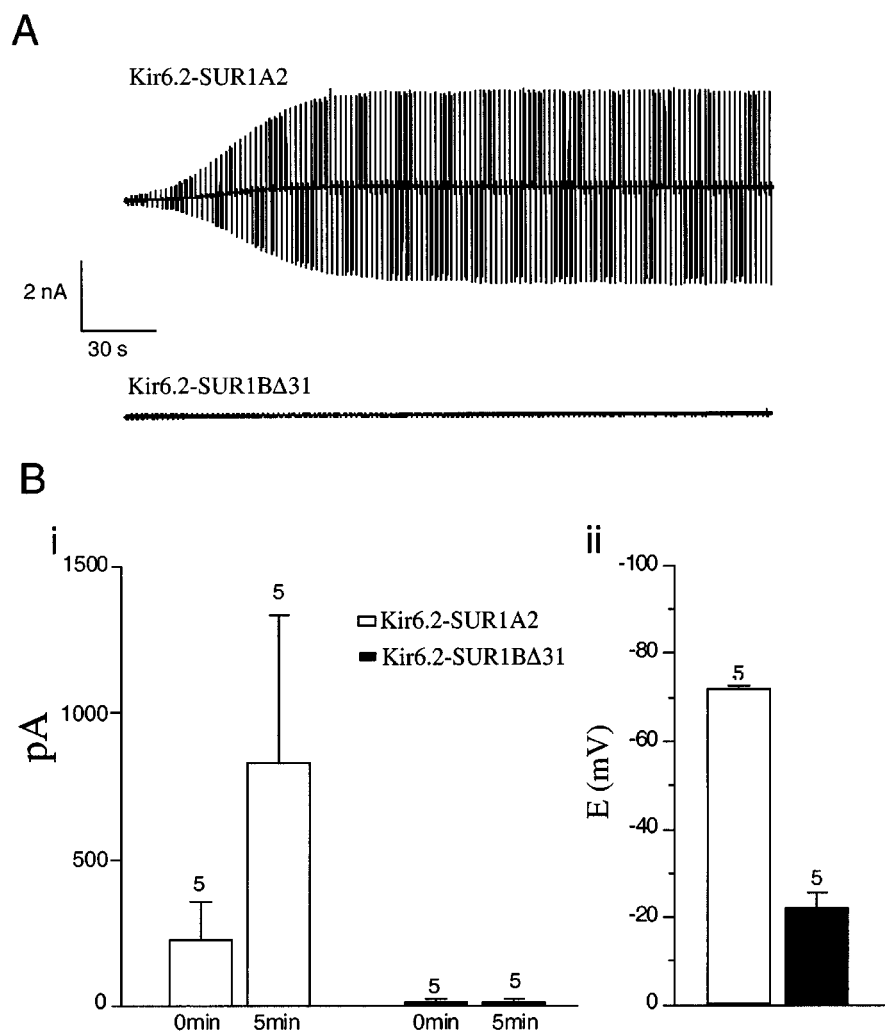 A
Kir6.2-SUR1A2
2 nA
30 s
Kir6.2-SUR1BΔ31
B
i
1500
1000
500
0
pA
5
5
5
5
0min
5min
0min
5min
Kir6.2-SUR1A2
Kir6.2-SUR1BΔ31
ii
-100
-80
-60
-40
-20
0
E (mV)
5
5